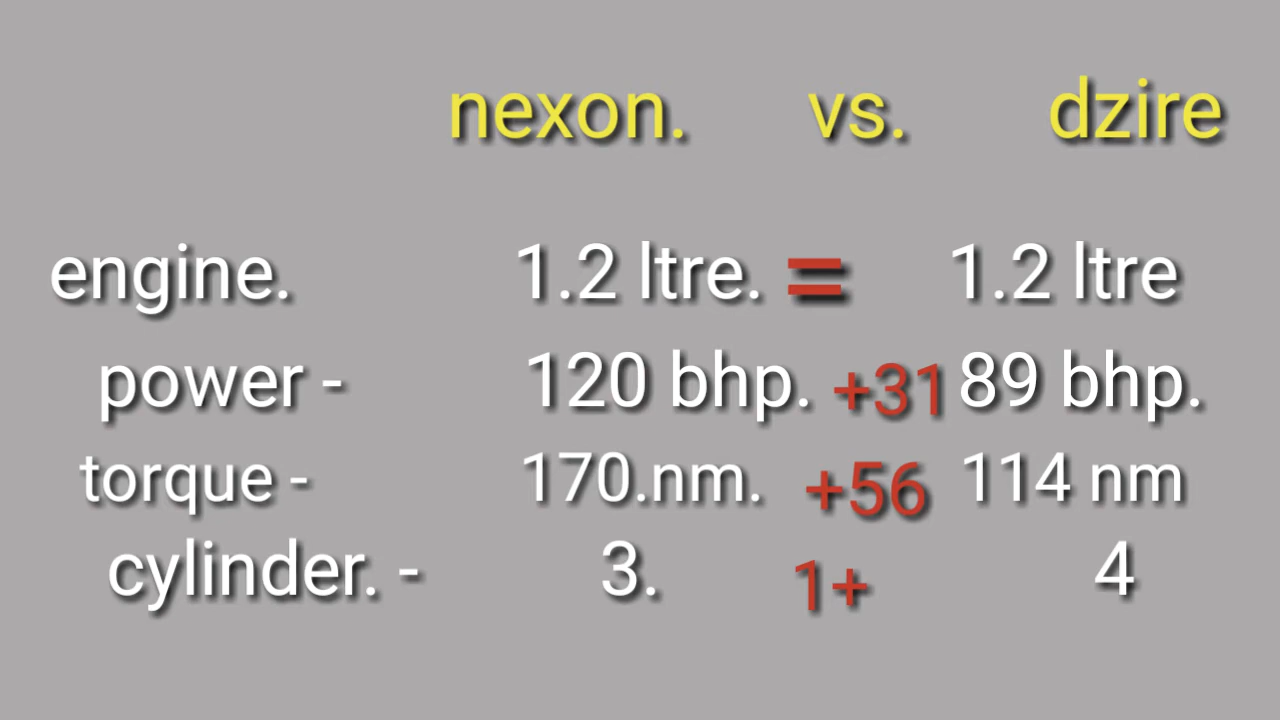 nexon. vs. dzire
engine. 1.2 ltre. = 1.2 ltre
power - 120 bhp. +31 89 bhp.
torque - 170.nm. +56 114 nm
cylinder. - 3. 1+ 4